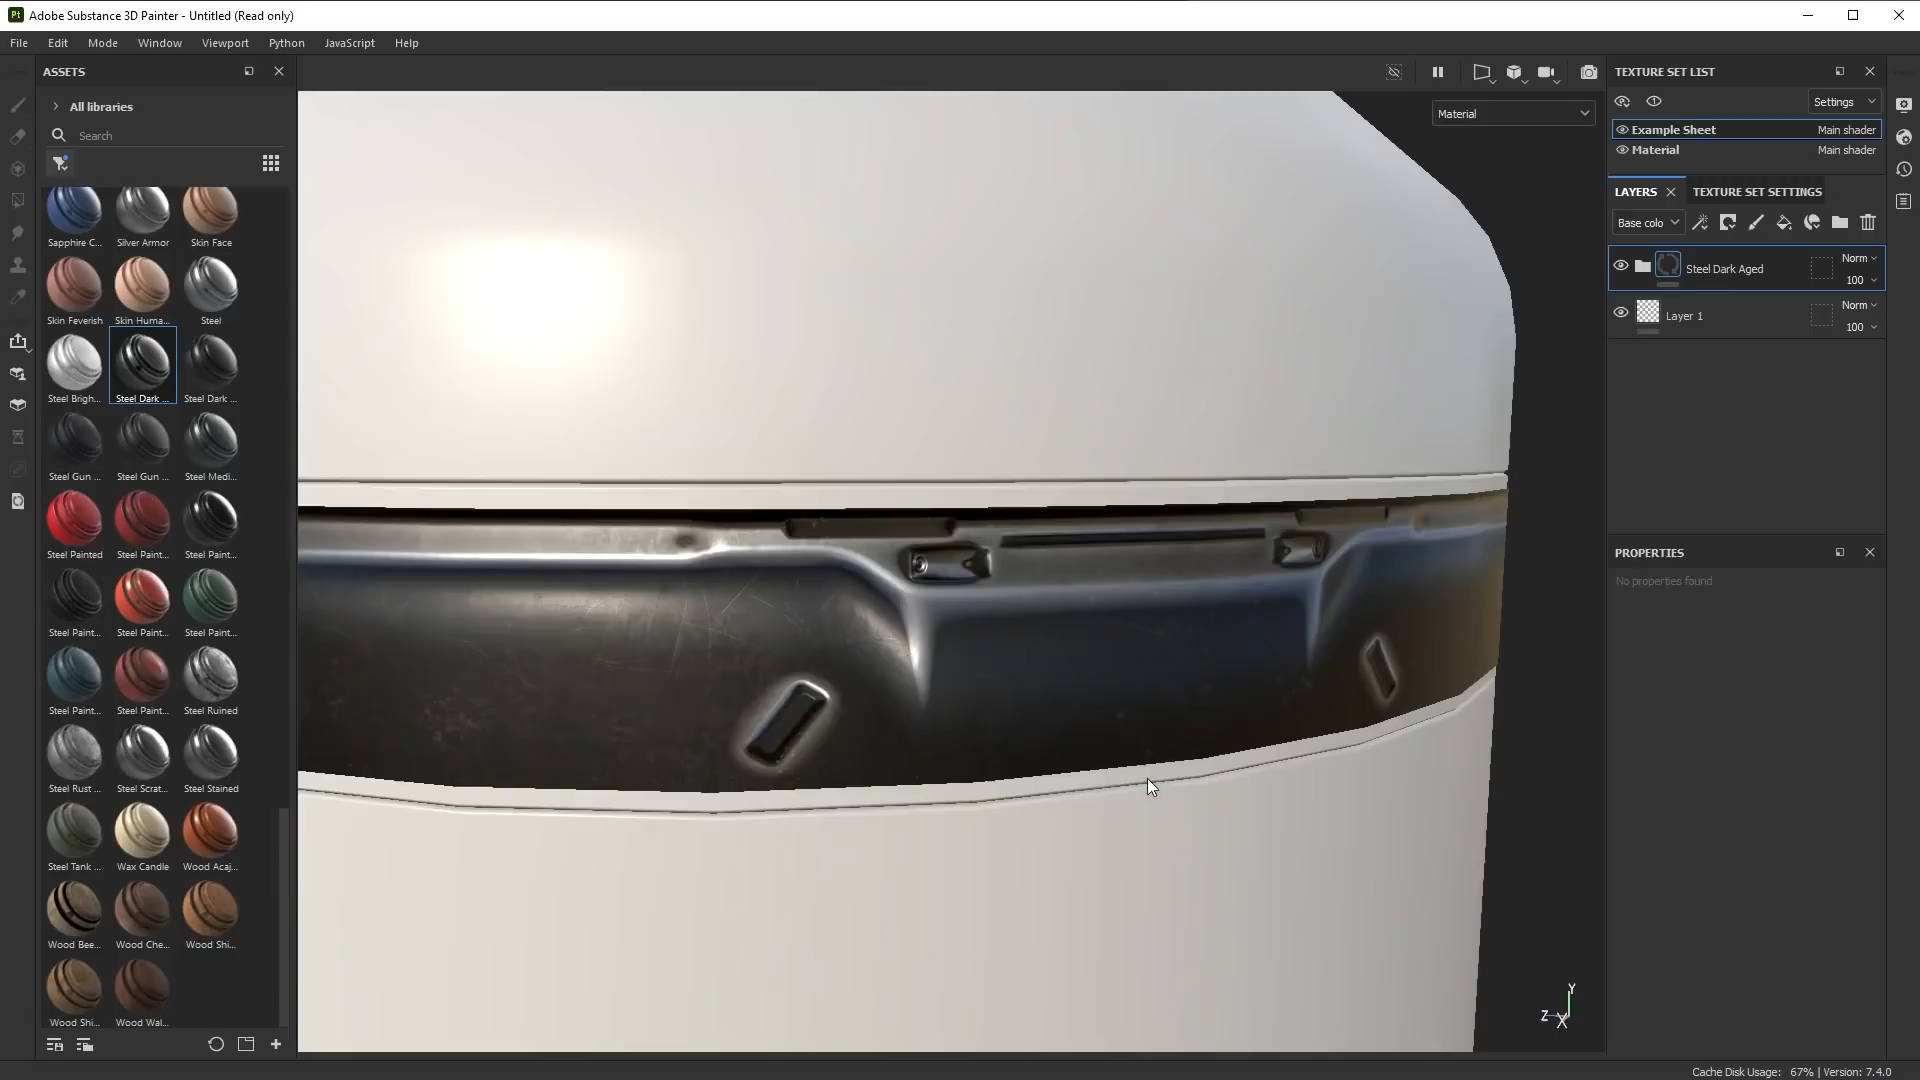 Pt Adobe Substance 3D Painter - Untitled (Read only)
File Edit Mode Window Viewport Python JavaScript Help
ASSETS
All libraries
Search
Sapphire C... Silver Armor Skin Face
Skin Feverish Skin Huma... Steel
Steel Brigh... Steel Dark ... Steel Dark ...
Steel Gun ... Steel Gun ... Steel Medi...
Steel Painted Steel Paint... Steel Paint...
Steel Paint... Steel Paint... Steel Paint...
Steel Paint... Steel Paint... Steel Ruined
Steel Rust ... Steel Scrat... Steel Stained
Steel Tank ... Wax Candle Wood Acaj...
Wood Bee... Wood Che... Wood Shi...
Wood Shi... Wood Wal...
Material
Y
Z X
TEXTURE SET LIST
Settings
Example Sheet Main shader
Material Main shader
LAYERS TEXTURE SET SETTINGS
Base colo
Steel Dark Aged Norm
100
Layer 1 Norm
100
PROPERTIES
No properties found
Cache Disk Usage: 67% | Version: 7.4.0